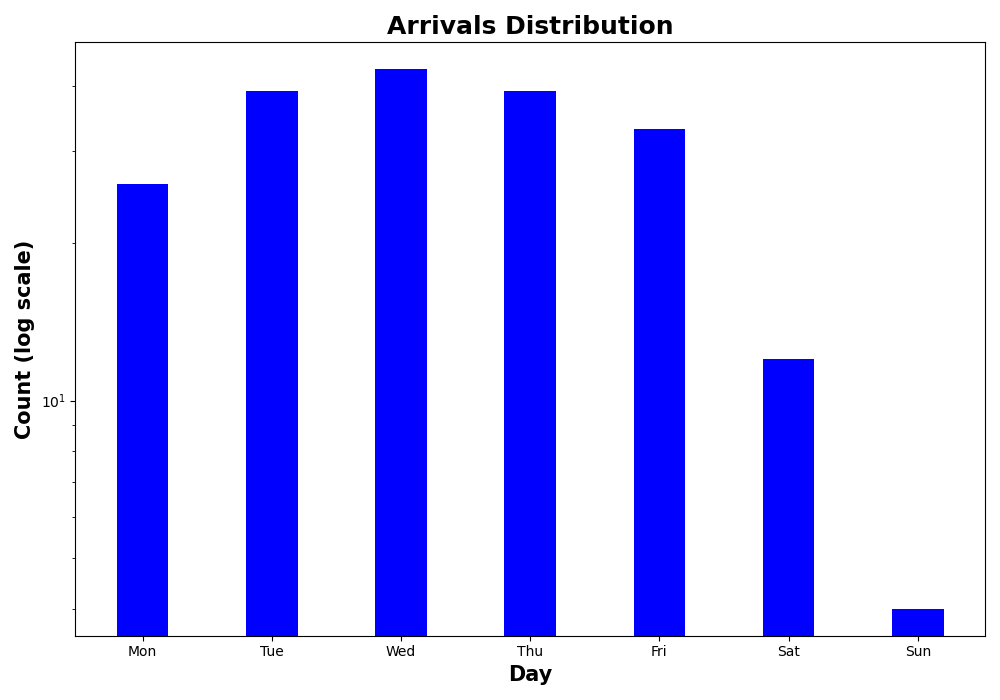 Arrivals Distribution
Count (log scale)
10¹
Mon Tue Wed Thu Fri Sat Sun
Day